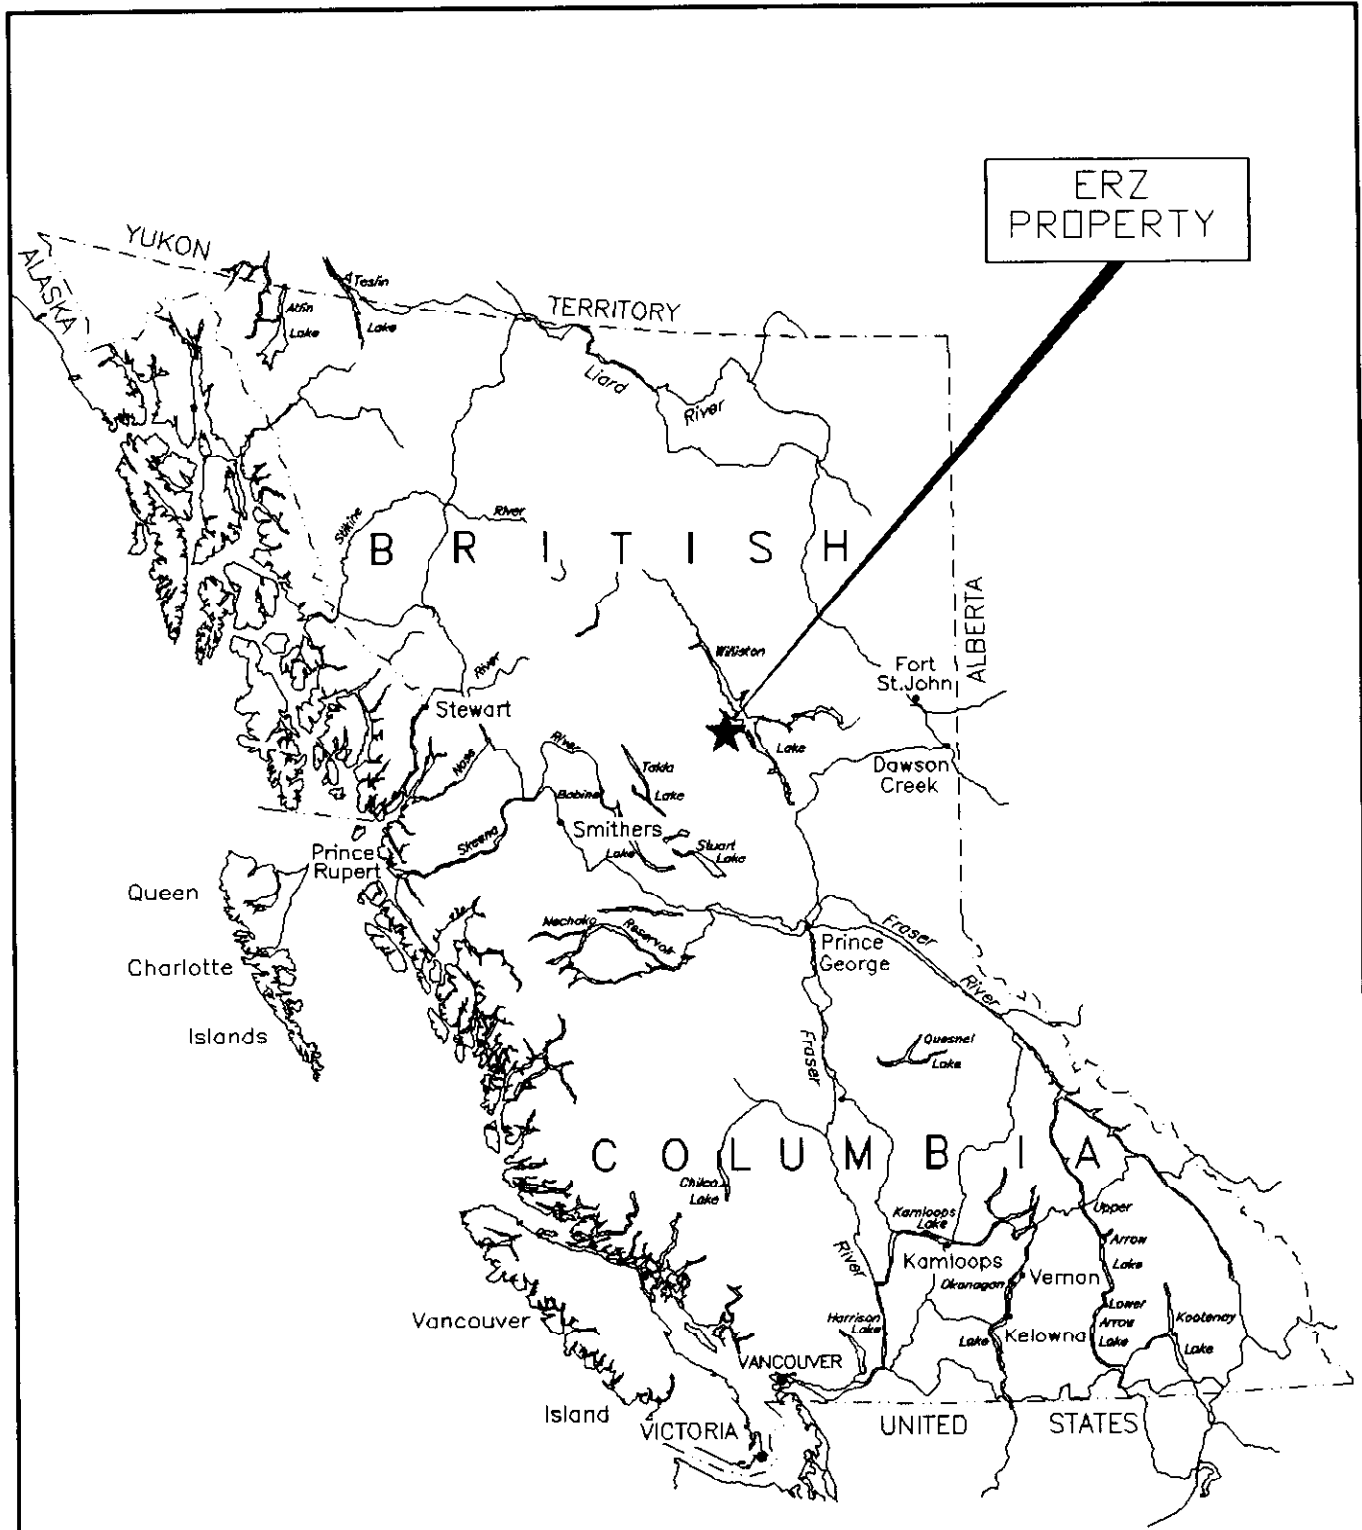 ERZ
PROPERTY
YUKON
TERRITORY
ALASKA
Teslin
Lake
Atlin
Lake
Liard
River
Stikine
River
BRITISH
ALBERTA
Williston
Lake
Fort
St.John
Dawson
Creek
River
Stewart
Nass
River
Takla
Lake
Babine
Lake
Smithers
Skeena
Stuart
Lake
Prince
Rupert
Queen
Charlotte
Islands
Nechako
Reservoir
Prince
George
Fraser
River
Quesnel
Lake
Fraser
River
COLUMBIA
Chilco
Lake
Kamloops
Lake
Kamloops
Upper
Arrow
Lake
Okanagan
Lake
Vernon
Lower
Arrow
Lake
Kelowna
Kootenay
Lake
Harrison
Lake
Vancouver
Island
VANCOUVER
VICTORIA
UNITED
STATES